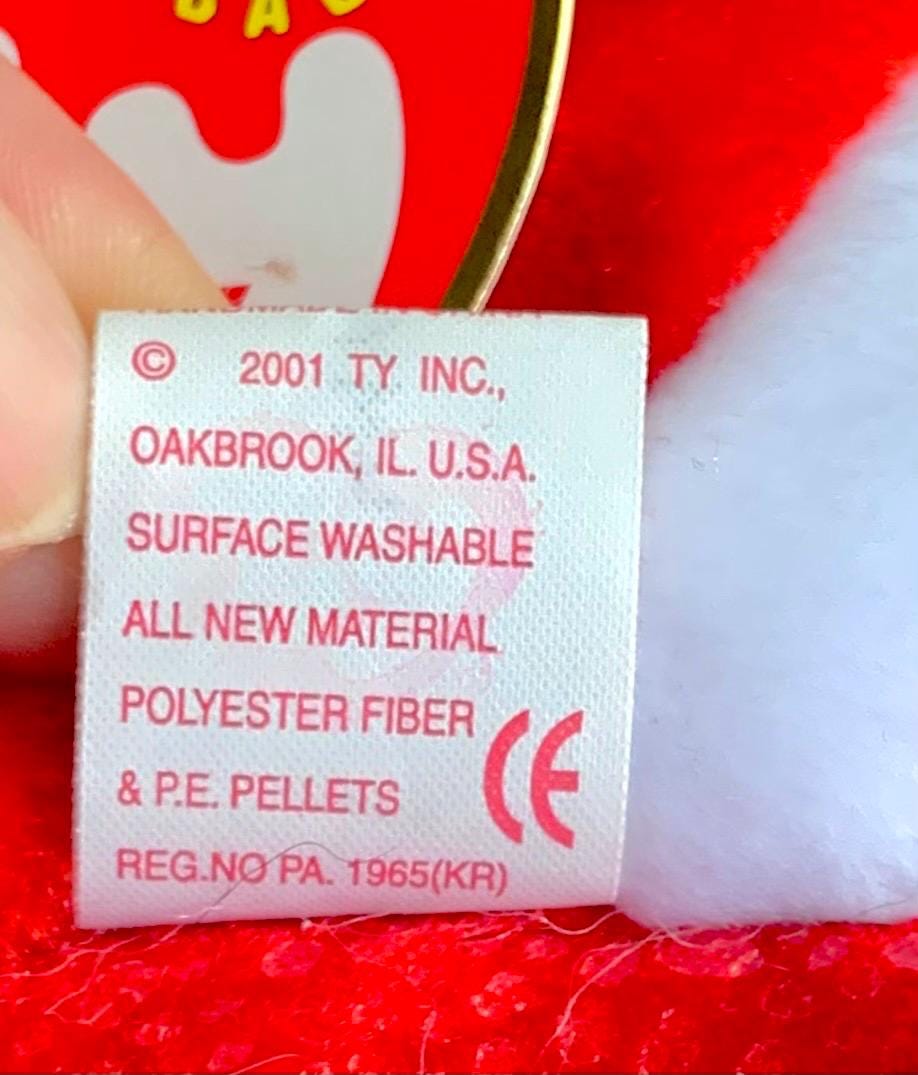 BAB
© 2001 TY INC.,
OAKBROOK, IL. U.S.A.
SURFACE WASHABLE
ALL NEW MATERIAL
POLYESTER FIBER
& P.E. PELLETS
CE
REG.NO PA. 1965(KR)